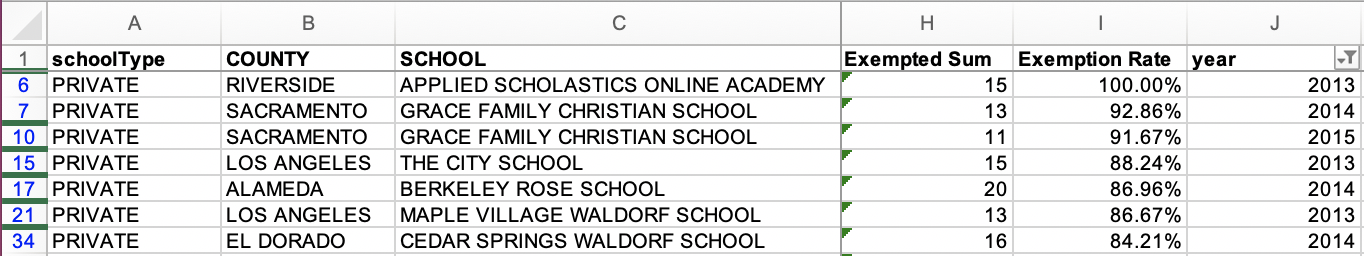 A B C H I J
1 schoolType COUNTY SCHOOL Exempted Sum Exemption Rate year
6 PRIVATE RIVERSIDE APPLIED SCHOLASTICS ONLINE ACADEMY 15 100.00% 2013
7 PRIVATE SACRAMENTO GRACE FAMILY CHRISTIAN SCHOOL 13 92.86% 2014
10 PRIVATE SACRAMENTO GRACE FAMILY CHRISTIAN SCHOOL 11 91.67% 2015
15 PRIVATE LOS ANGELES THE CITY SCHOOL 15 88.24% 2013
17 PRIVATE ALAMEDA BERKELEY ROSE SCHOOL 20 86.96% 2014
21 PRIVATE LOS ANGELES MAPLE VILLAGE WALDORF SCHOOL 13 86.67% 2013
34 PRIVATE EL DORADO CEDAR SPRINGS WALDORF SCHOOL 16 84.21% 2014